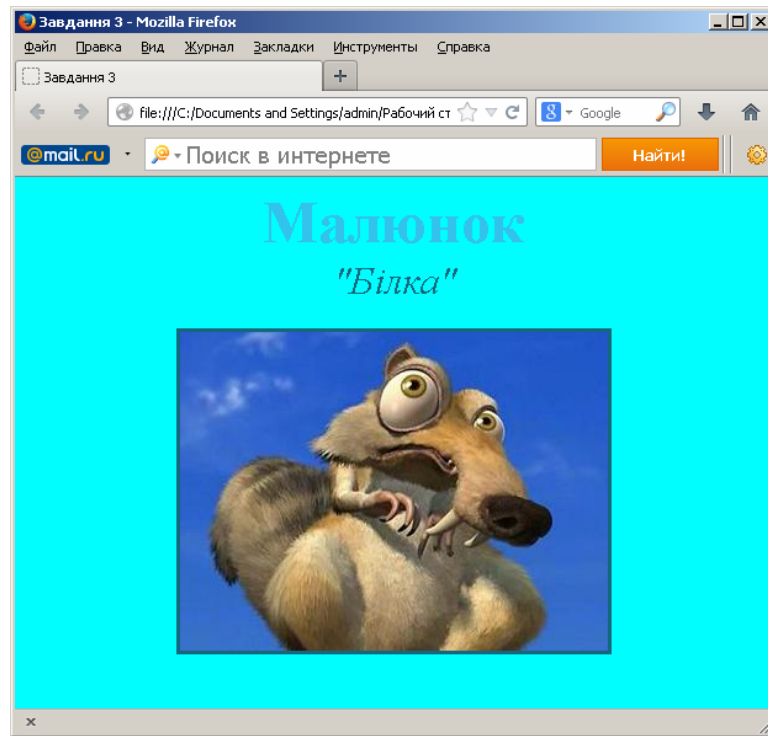 Завдання 3 - Mozilla Firefox
Файл Правка Вид Журнал Закладки Инструменты Справка
Завдання 3
file:///C:/Documents and Settings/admin/Рабочий ст Google
@mail.ru Поиск в интернете Найти!
Малюнок
"Білка"